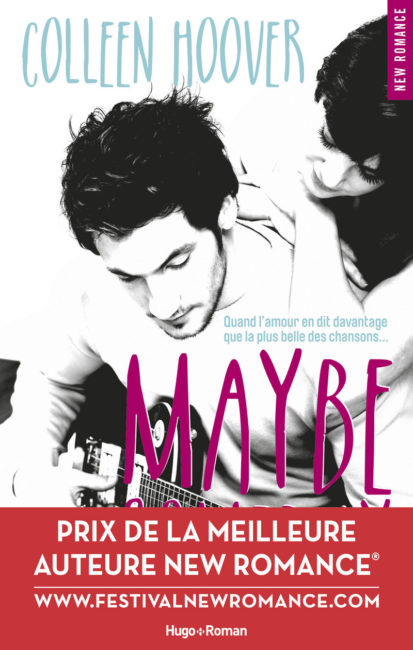 COLLEEN HOOVER
NEW ROMANCE
Quand l'amour en dit davantage
que la plus belle des chansons...
MAYBE
PRIX DE LA MEILLEURE
AUTEURE NEW ROMANCE®
WWW.FESTIVALNEWROMANCE.COM
Hugo+Roman